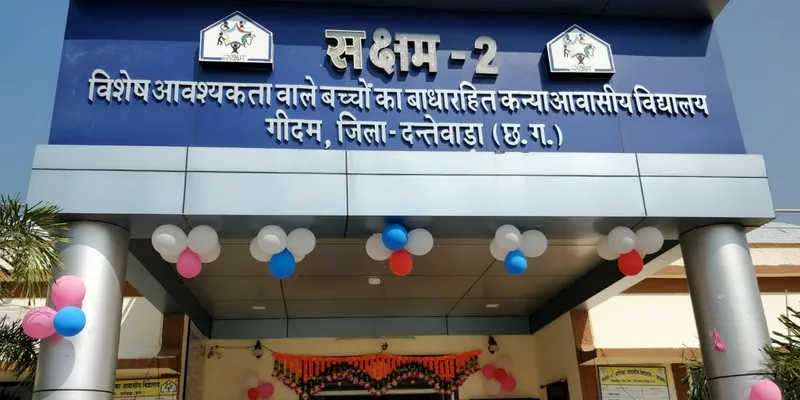 सक्षम - 2
विशेष आवश्यकता वाले बच्चों का बाधारहित कन्या आवासीय विद्यालय
गीदम, जिला - दन्तेवाडा (छ.ग.)